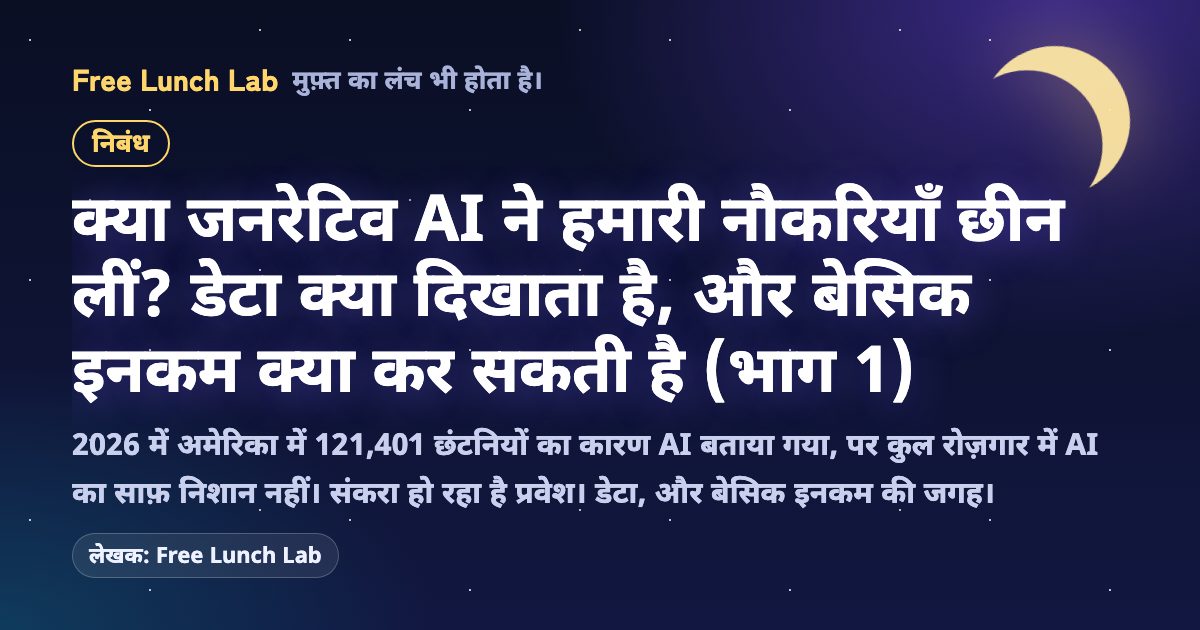 Free Lunch Lab मुफ़्त का लंच भी होता है।
निबंध
क्या जनरेटिव AI ने हमारी नौकरियाँ छीन
लीं? डेटा क्या दिखाता है, और बेसिक
इनकम क्या कर सकती है (भाग 1)
2026 में अमेरिका में 121,401 छंटनियों का कारण AI बताया गया, पर कुल रोज़गार में AI
का साफ़ निशान नहीं। संकरा हो रहा है प्रवेश। डेटा, और बेसिक इनकम की जगह।
लेखक: Free Lunch Lab